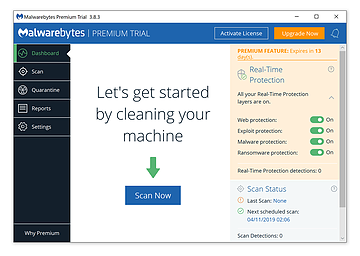 Malwarebytes Premium Trial 3.8.3
Malwarebytes | PREMIUM TRIAL
Activate License
Upgrade Now
Dashboard
Scan
Quarantine
Reports
Settings
Why Premium
Let's get started
by cleaning your
machine
Scan Now
PREMIUM FEATURE: Expires in 13
day(s).
Real-Time
Protection
All your Real-Time Protection
layers are on.
Web protection: On
Exploit protection: On
Malware protection: On
Ransomware protection: On
Real-Time Protection detections: 0
Scan Status
Last Scan: None
Next scheduled scan:
04/11/2019 02:06
Scan Detections: 0